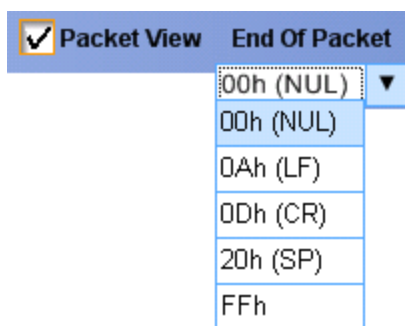 Packet View End Of Packet
00h (NUL)
00h (NUL)
0Ah (LF)
0Dh (CR)
20h (SP)
FFh